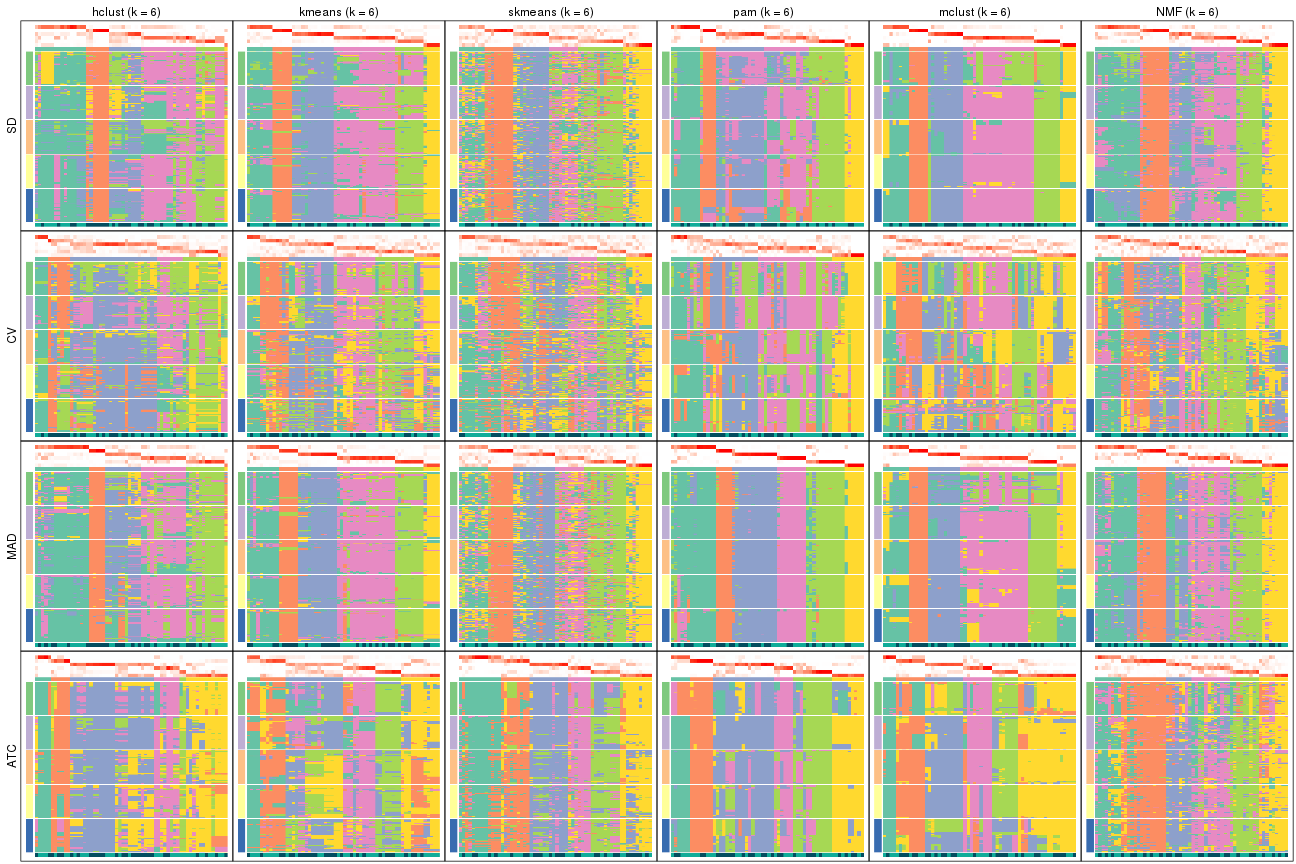 hclust (k = 6)
kmeans (k = 6)
skmeans (k = 6)
pam (k = 6)
mclust (k = 6)
NMF (k = 6)
SD
CV
MAD
ATC